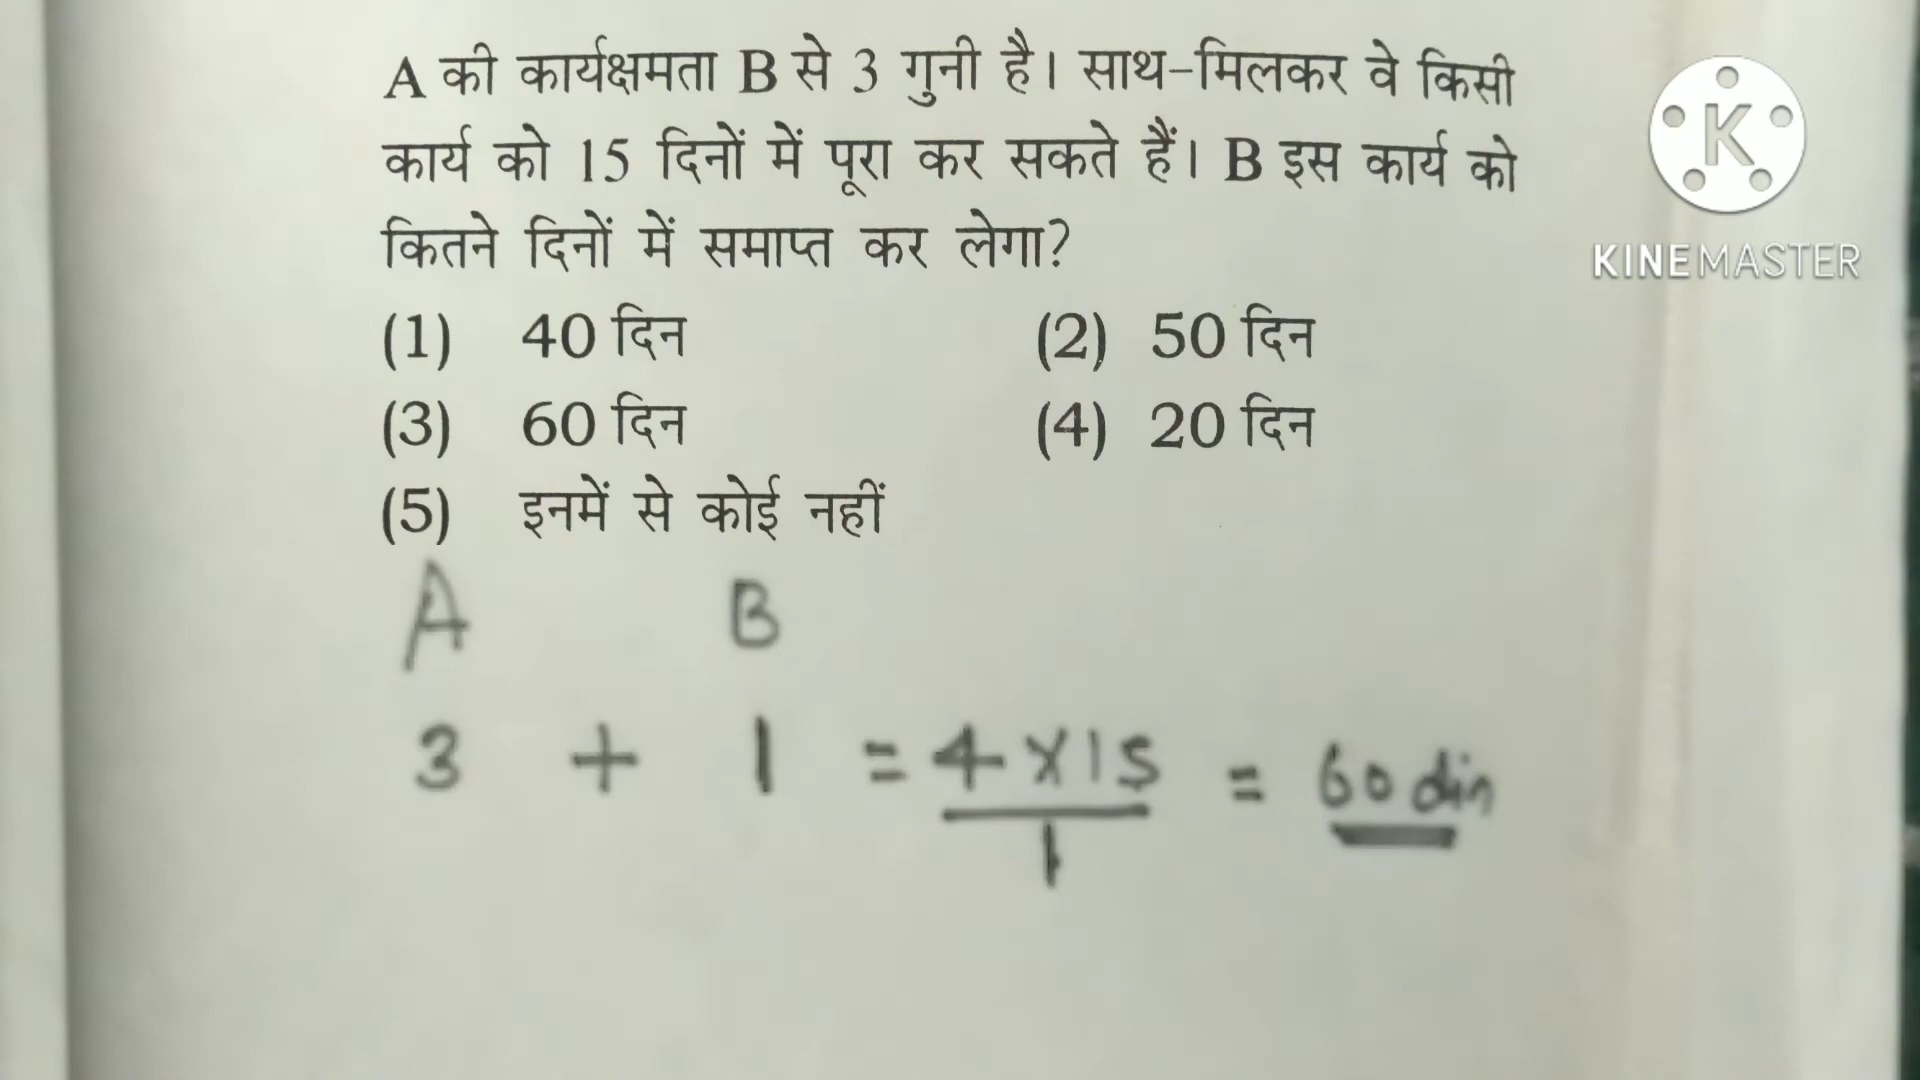 A की कार्यक्षमता B से 3 गुनी है। साथ-मिलकर वे किसी
कार्य को 15 दिनों में पूरा कर सकते हैं। B इस कार्य को
कितने दिनों में समाप्त कर लेगा?
(1) 40 दिन (2) 50 दिन
(3) 60 दिन (4) 20 दिन
(5) इनमें से कोई नहीं
A B
3 + 1 = 4 X 15 = 60 din
1
K
KINEMASTER